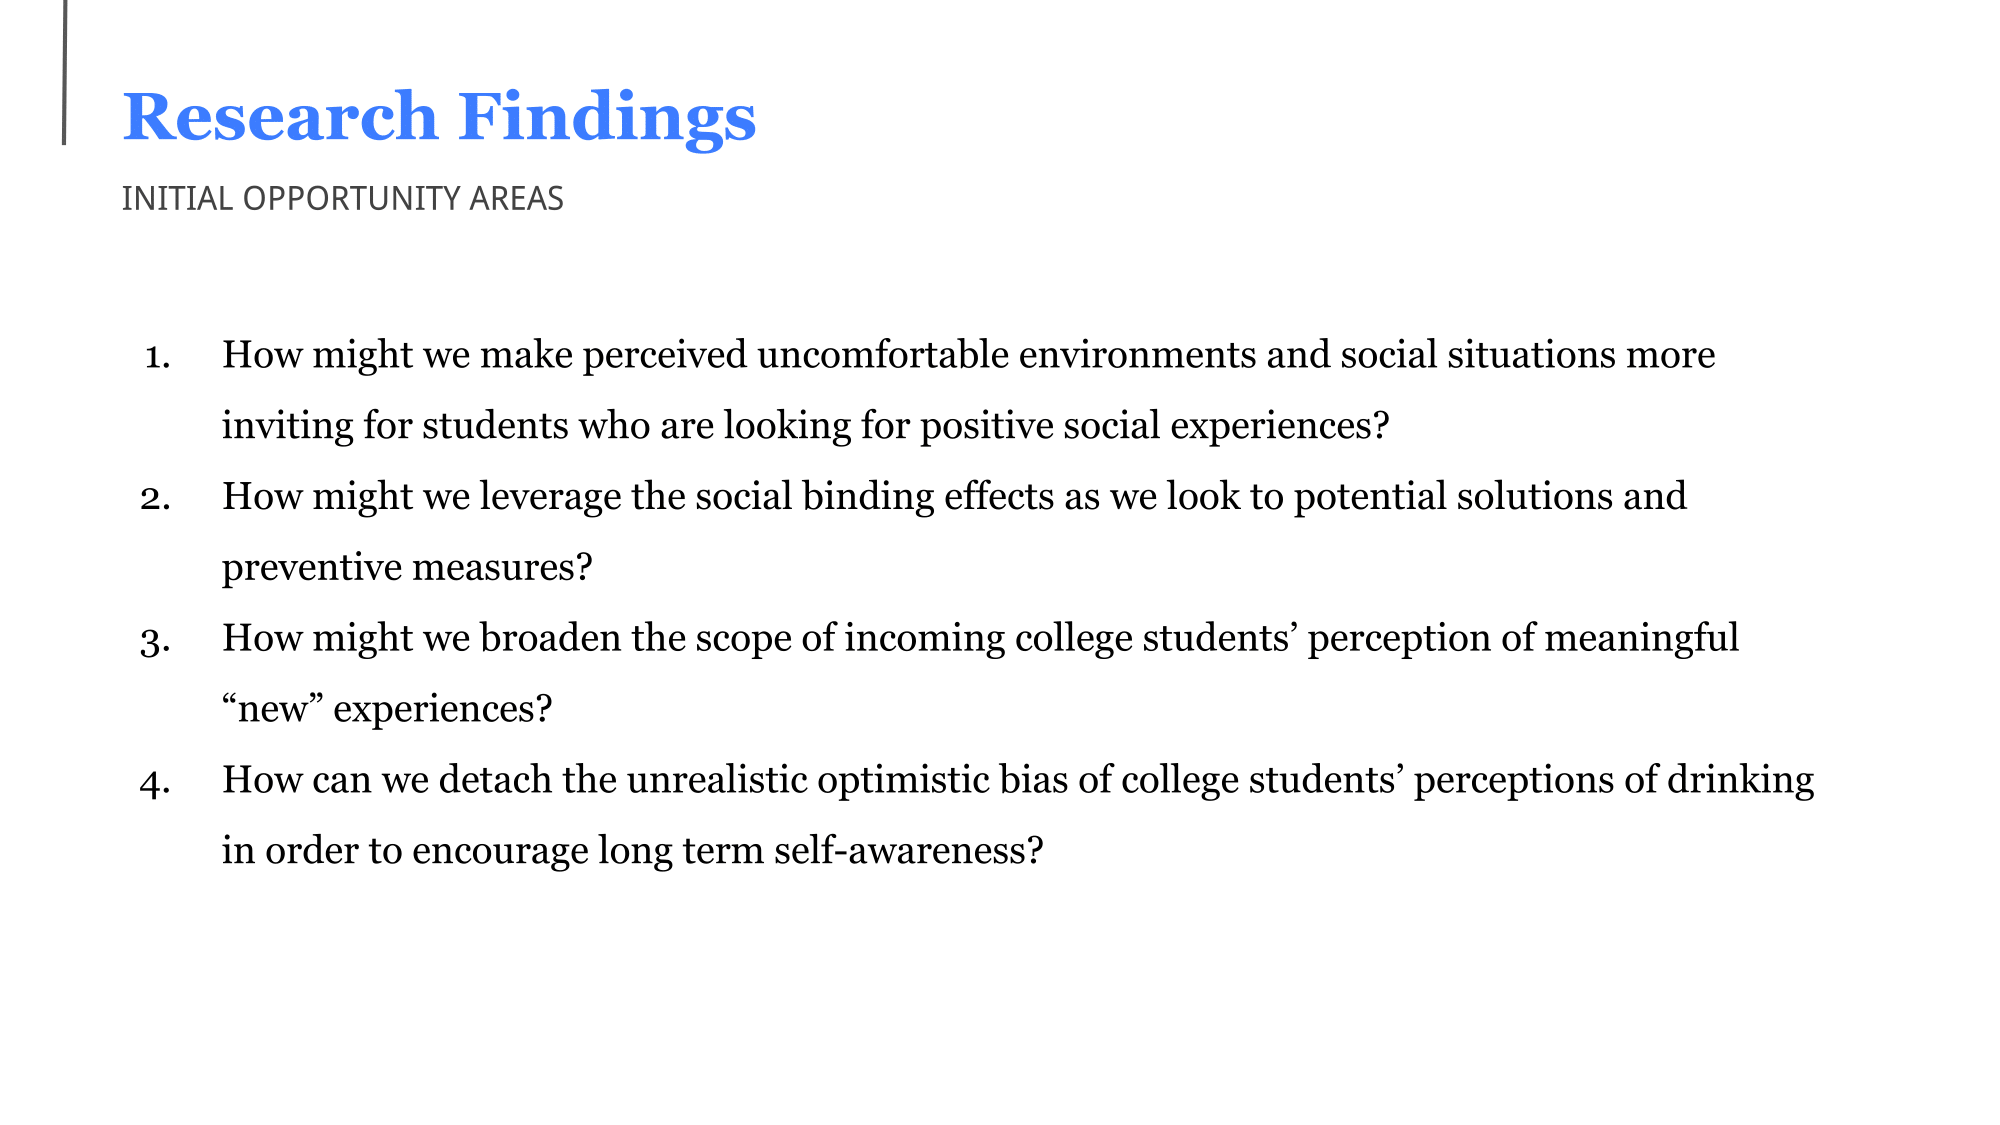 Research Findings
INITIAL OPPORTUNITY AREAS
1. How might we make perceived uncomfortable environments and social situations more
inviting for students who are looking for positive social experiences?
2. How might we leverage the social binding effects as we look to potential solutions and
preventive measures?
3. How might we broaden the scope of incoming college students’ perception of meaningful
“new” experiences?
4. How can we detach the unrealistic optimistic bias of college students’ perceptions of drinking
in order to encourage long term self-awareness?